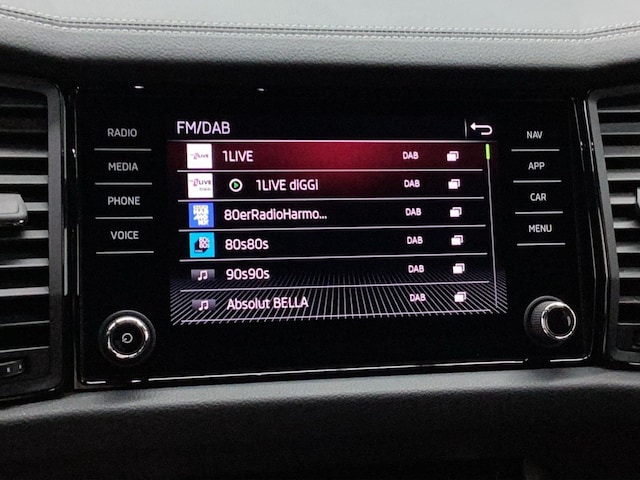 RADIO
MEDIA
PHONE
VOICE
FM/DAB
1LIVE DAB
1LIVE diGGi DAB
80erRadioHarmo... DAB
80s80s DAB
90s90s DAB
Absolut BELLA DAB
NAV
APP
CAR
MENU